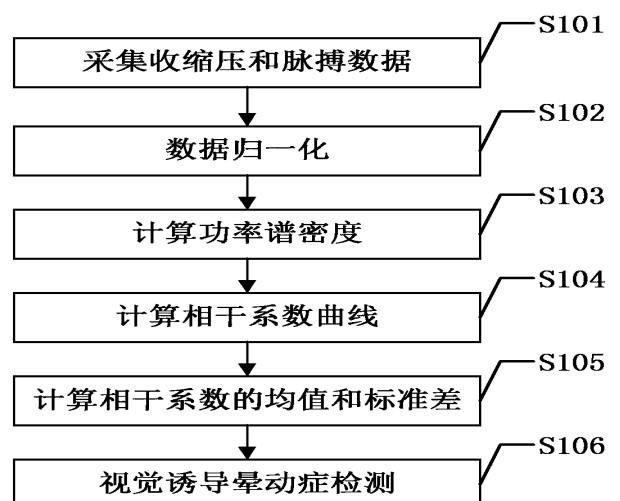 S101
采集收缩压和脉搏数据
S102
数据归一化
S103
计算功率谱密度
S104
计算相干系数曲线
S105
计算相干系数的均值和标准差
S106
视觉诱导晕动症检测